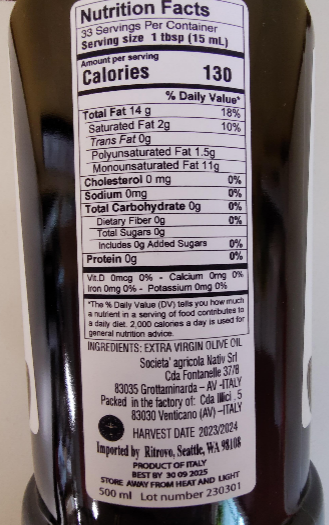 Nutrition Facts
33 Servings Per Container
Serving size 1 tbsp (15 mL)
Amount per serving
Calories 130
% Daily Value*
Total Fat 14 g 18%
Saturated Fat 2g 10%
Trans Fat 0g
Polyunsaturated Fat 1.5g
Monounsaturated Fat 11g
Cholesterol 0 mg 0%
Sodium 0mg 0%
Total Carbohydrate 0g 0%
Dietary Fiber 0g 0%
Total Sugars 0g
Includes 0g Added Sugars 0%
Protein 0g 0%
Vit.D 0mcg 0% - Calcium 0mg 0%
Iron 0mg 0% - Potassium 0mg 0%
*The % Daily Value (DV) tells you how much
a nutrient in a serving of food contributes to
a daily diet. 2,000 calories a day is used for
general nutrition advice.
INGREDIENTS: EXTRA VIRGIN OLIVE OIL
Societa' agricola Nativ Srl
Cda Fontanelle 37/B
83035 Grottaminarda - AV -ITALY
Packed in the factory of: Cda Ilici . 5
83030 Venticano (AV) -ITALY
HARVEST DATE 2023/2024
Imported by Ritrovo, Seattle, WA 98108
PRODUCT OF ITALY
BEST BY 30 09 2025
STORE AWAY FROM HEAT AND LIGHT
500 ml Lot number 230301